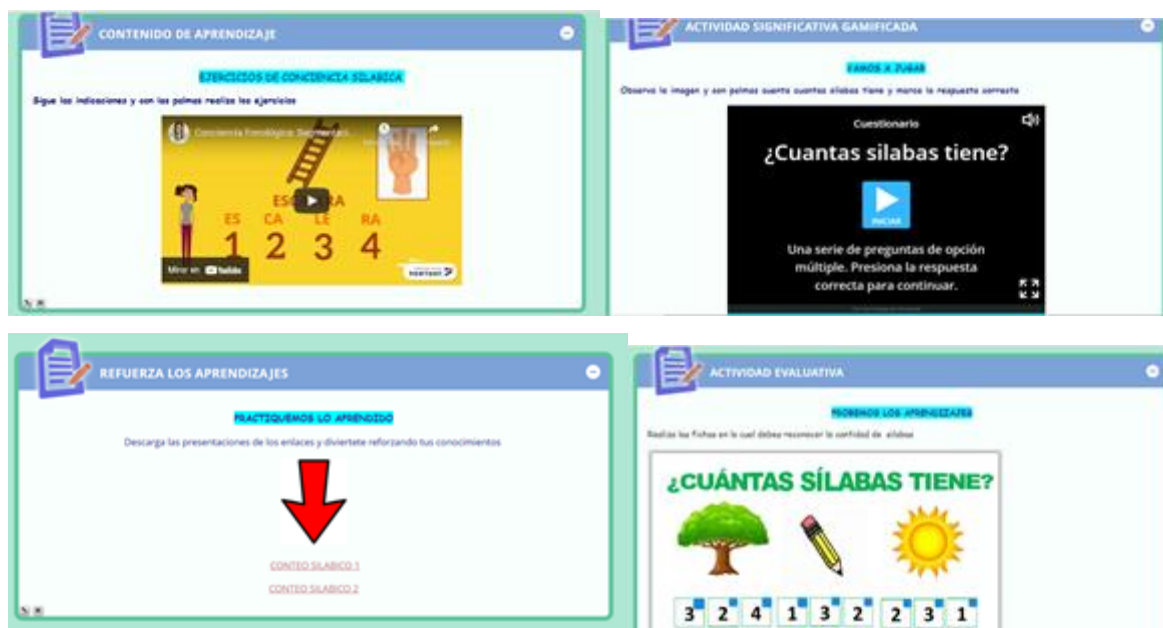 CONTENIDO DE APRENDIZAJE
EJERCICIOS DE CONCIENCIA SILABICA
Sigue las indicaciones y con las palmas realiza los ejercicios
Conciencia Fonológica: Segmentaci...
ES CA LE RA
1 2 3 4
Mirar en YouTube
ACTIVIDAD SIGNIFICATIVA GAMIFICADA
VAMOS A JUGAR
Observa la imagen y con palmas cuenta cuantas silabas tiene y marca la respuesta correcta
Cuestionario
¿Cuantas silabas tiene?
INICIAR
Una serie de preguntas de opción
múltiple. Presiona la respuesta
correcta para continuar.
REFUERZA LOS APRENDIZAJES
PRACTIQUEMOS LO APRENDIDO
Descarga las presentaciones de los enlaces y diviertete reforzando tus conocimientos
CONTEO SILABICO 1
CONTEO SILABICO 2
ACTIVIDAD EVALUATIVA
PROBEMOS LOS APRENDIZAJES
Realiza las fichas en la cual debes reconocer la cantidad de silabas
¿CUÁNTAS SÍLABAS TIENE?
3 2 4 1 3 2 2 3 1